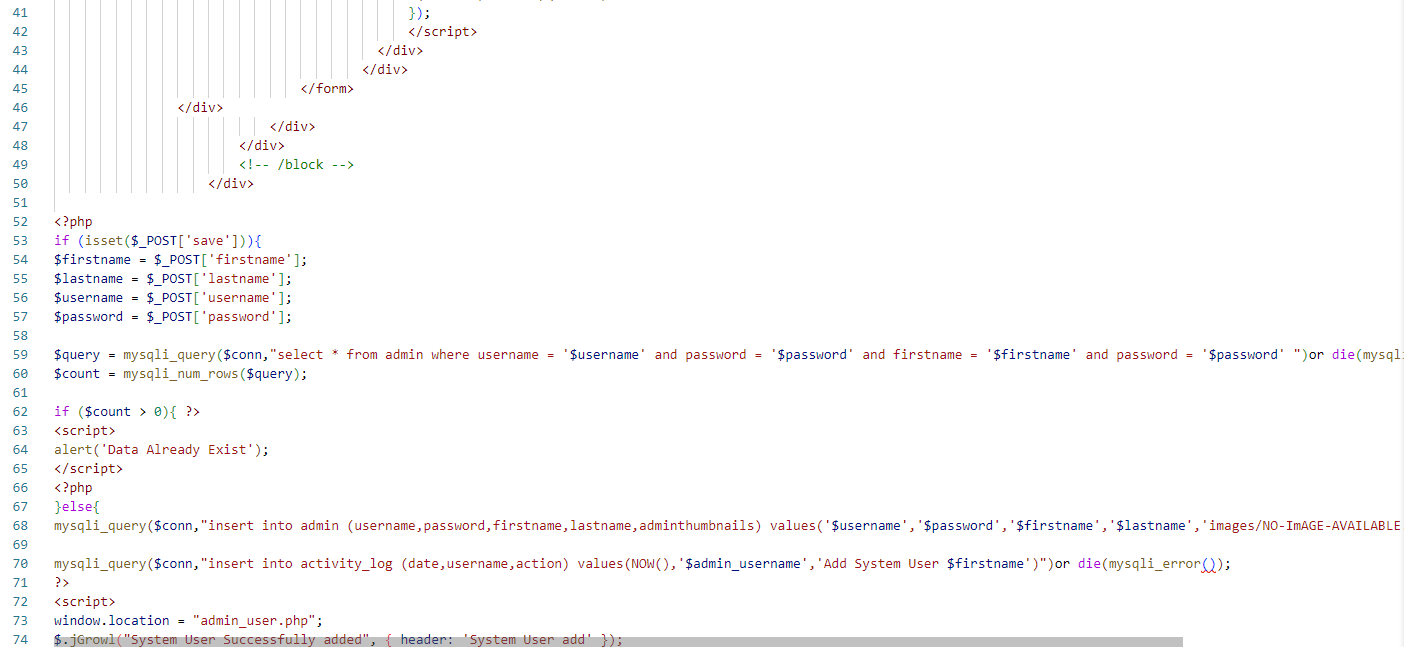 41 });
42 </script>
43 </div>
44 </div>
45 </form>
46 </div>
47 </div>
48 </div>
49 <!-- /block -->
50 </div>
51
52 <?php
53 if (isset($_POST['save'])){
54 $firstname = $_POST['firstname'];
55 $lastname = $_POST['lastname'];
56 $username = $_POST['username'];
57 $password = $_POST['password'];
58
59 $query = mysqli_query($conn,"select * from admin where username = '$username' and password = '$password' and firstname = '$firstname' and password = '$password' ")or die(mysqli
60 $count = mysqli_num_rows($query);
61
62 if ($count > 0){ ?>
63 <script>
64 alert('Data Already Exist');
65 </script>
66 <?php
67 }else{
68 mysqli_query($conn,"insert into admin (username,password,firstname,lastname,adminthumbnails) values('$username','$password','$firstname','$lastname','images/NO-ImAGE-AVAILABLE
69
70 mysqli_query($conn,"insert into activity_log (date,username,action) values(NOW(),'$admin_username','Add System User $firstname')")or die(mysqli_error());
71 ?>
72 <script>
73 window.location = "admin_user.php";
74 $.jGrowl("System User Successfully added", { header: 'System User add' });